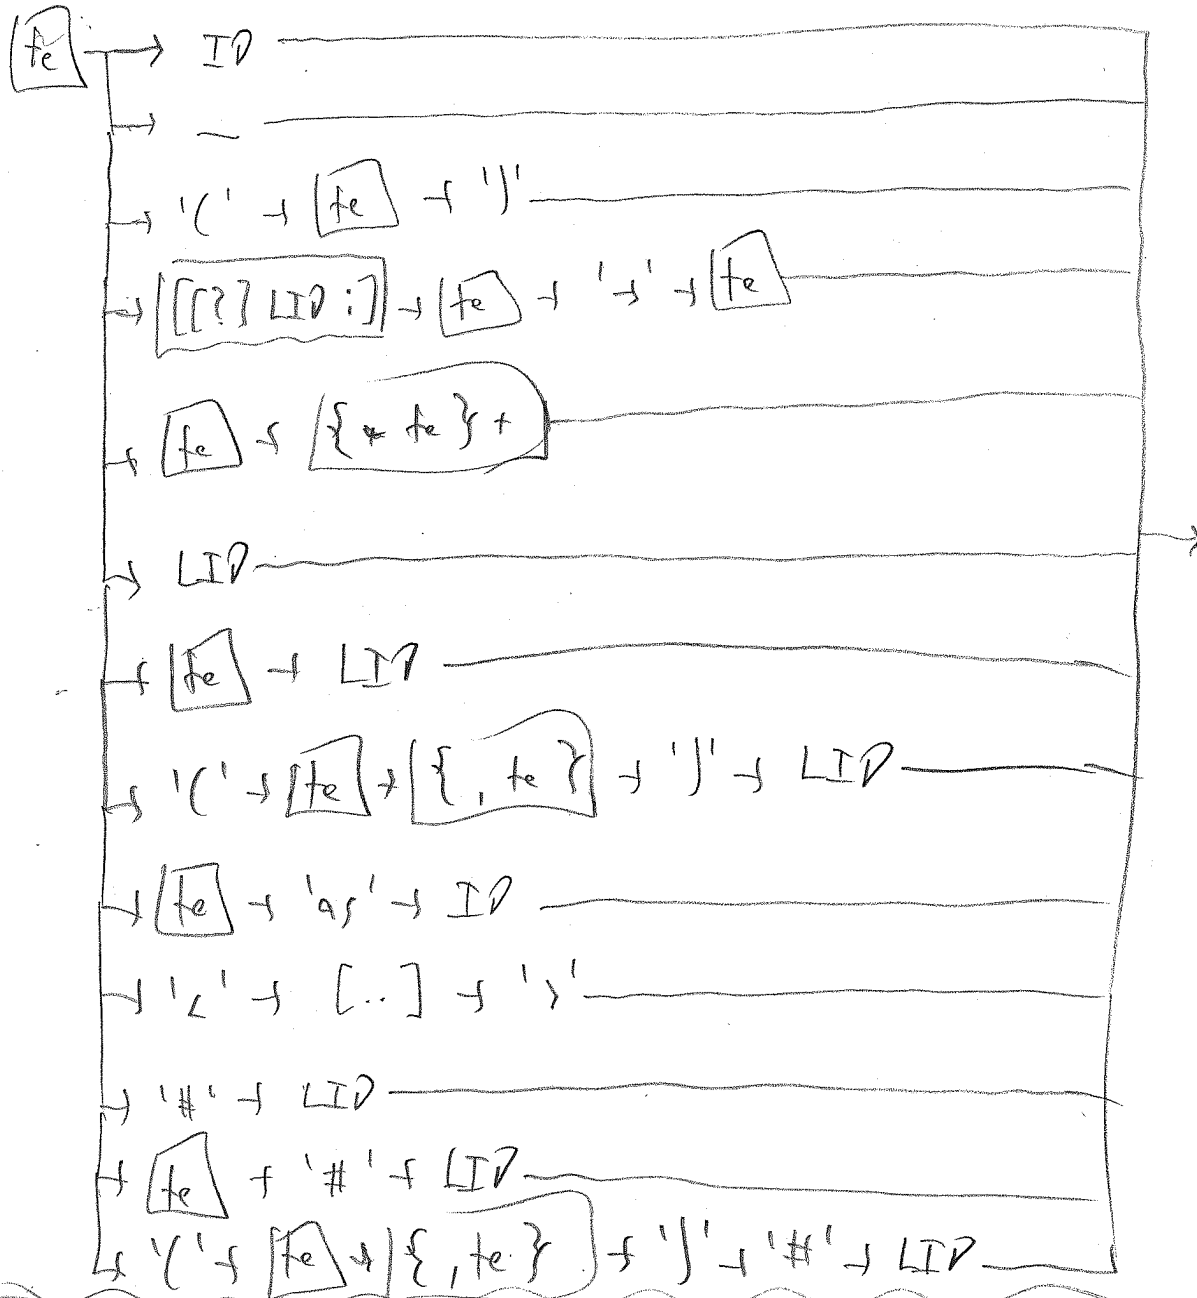 te → ID
→ _
→ '(' → te → ')'
→ [[?] LID :] → te → '→' → te
→ te → { * te } +
→ LID
→ te → LID
→ '(' → te → { , te } → ')' → LID
→ te → 'as' → ID
→ '<' → [..] → '>'
→ '#' → LID
→ te → '#' → LID
→ '(' → te → { , te } → ')' → '#' → LID